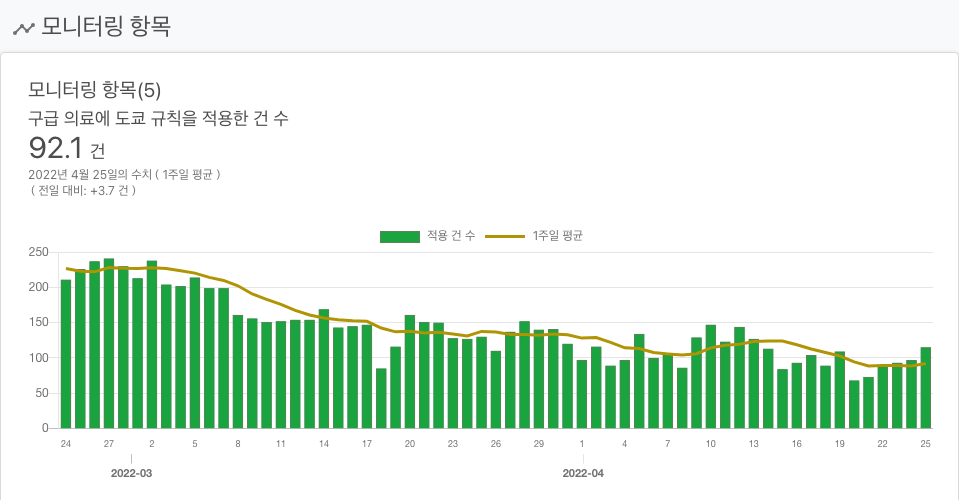 모니터링 항목
모니터링 항목(5)
구급 의료에 도쿄 규칙을 적용한 건 수
92.1 건
2022년 4월 25일의 수치 ( 1주일 평균 )
( 전일 대비: +3.7 건 )
적용 건 수 1주일 평균
250
200
150
100
50
0
24 27 2 5 8 11 14 17 20 23 26 29 1 4 7 10 13 16 19 22 25
2022-03 2022-04